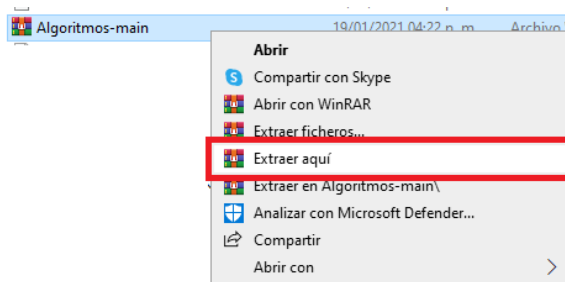 Algoritmos-main 19/01/2021 04:22 p. m. Archivo
Abrir
Compartir con Skype
Abrir con WinRAR
Extraer ficheros...
Extraer aquí
Extraer en Algoritmos-main\
Analizar con Microsoft Defender...
Compartir
Abrir con